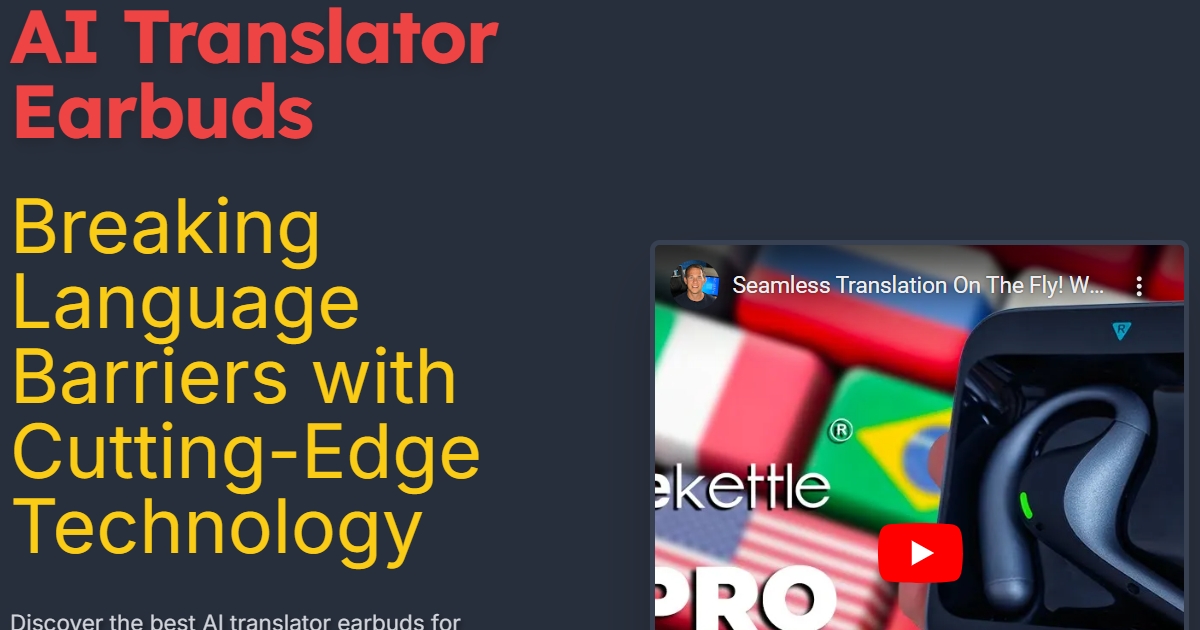 AI Translator
Earbuds
Breaking
Language
Barriers with
Cutting-Edge
Technology
Discover the best AI translator earbuds for
Seamless Translation On The Fly! W...
R
®
ekettle
PRO